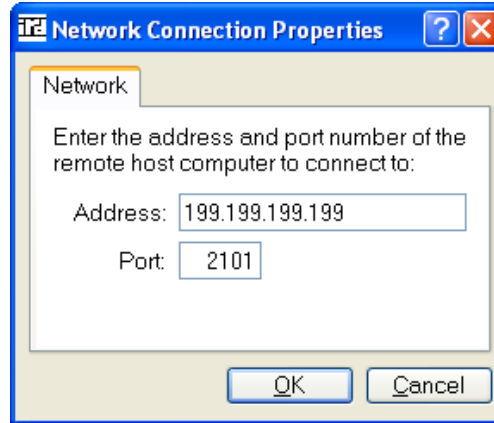 Network Connection Properties
Network
Enter the address and port number of the
remote host computer to connect to:
Address: 199.199.199.199
Port: 2101
OK Cancel